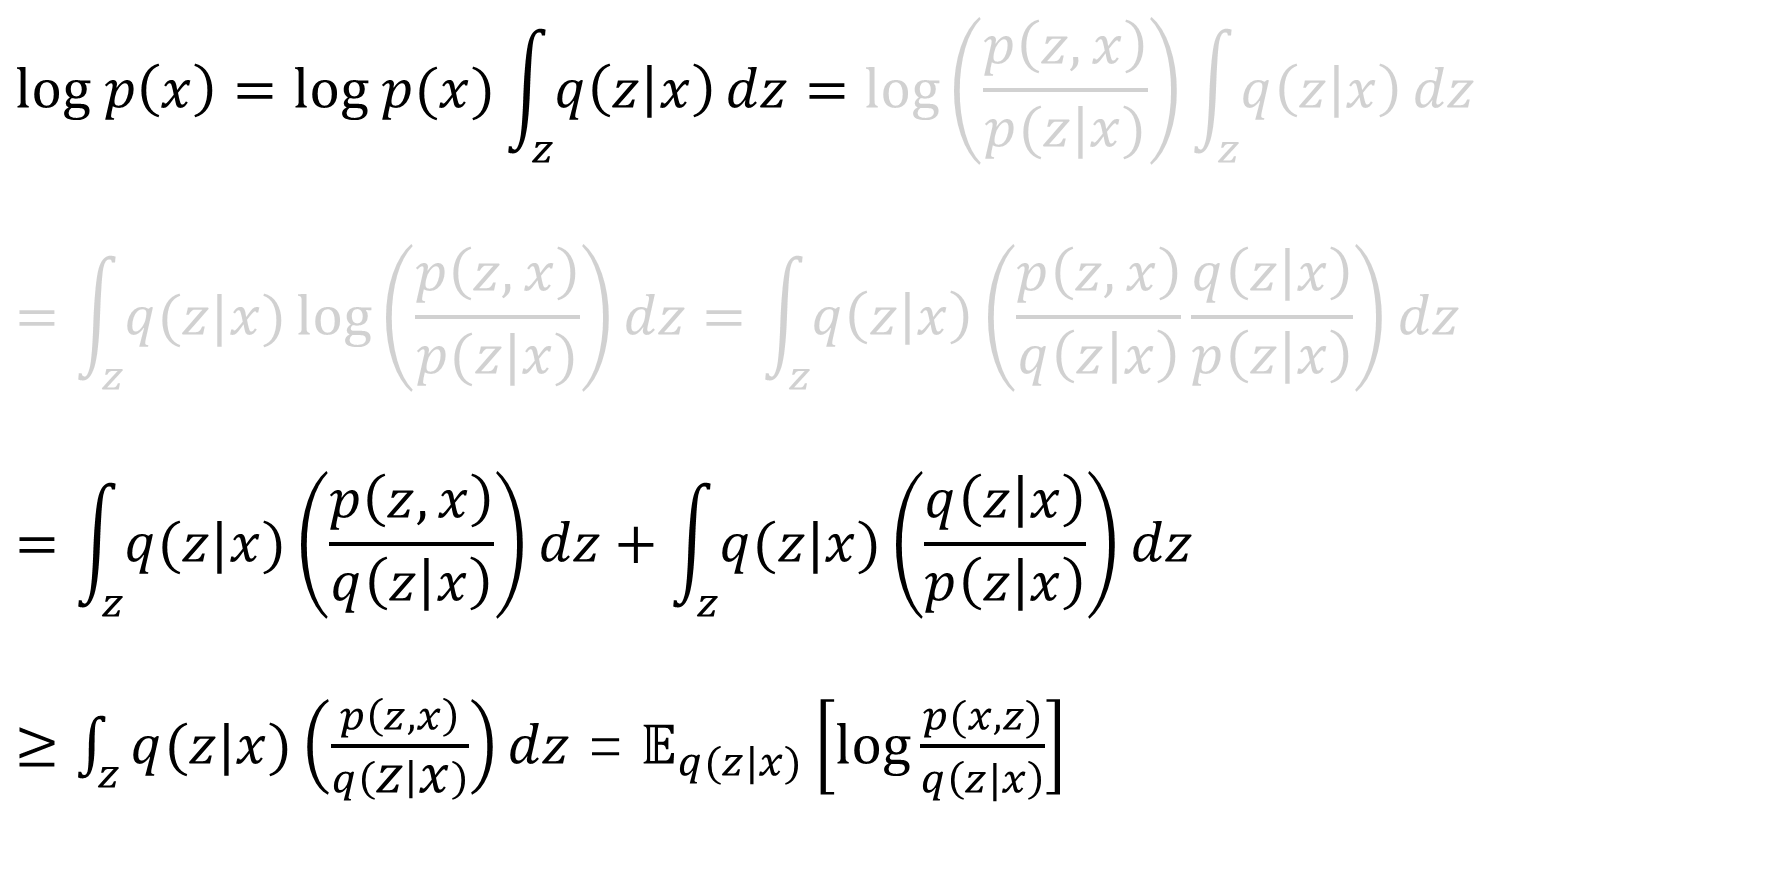 log p(x) = log p(x) ∫_z q(z|x) dz = log (p(z, x) / p(z|x)) ∫_z q(z|x) dz
= ∫_z q(z|x) log (p(z, x) / p(z|x)) dz = ∫_z q(z|x) (p(z, x) / q(z|x) q(z|x) / p(z|x)) dz
= ∫_z q(z|x) (p(z, x) / q(z|x)) dz + ∫_z q(z|x) (q(z|x) / p(z|x)) dz
≥ ∫_z q(z|x) (p(z,x) / q(z|x)) dz = 𝔼_q(z|x) [log p(x,z) / q(z|x)]